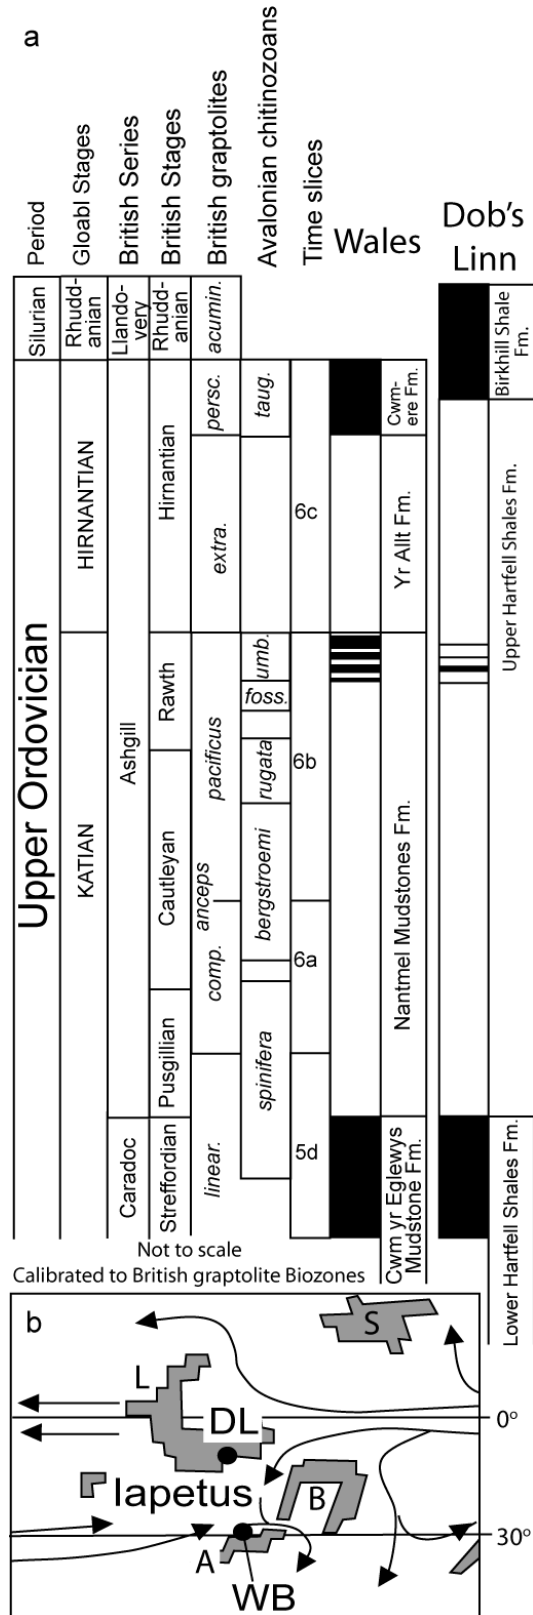 a
Period
Gloabl Stages
British Series
British Stages
British graptolites
Avalonian chitinozoans
Time slices
Wales
Dob's
Linn
Silurian
Rhudd-
anian
Llando-
very
Rhudd-
anian
acumin.
Birkhill Shale
Fm.
Upper Ordovician
HIRNANTIAN
KATIAN
Ashgill
Caradoc
Hirnantian
Rawth
Cautleyan
Pusgillian
Streffordian
persc.
extra.
pacificus
anceps
comp.
linear.
taug.
umb.
foss.
rugata
bergstroemi
spinifera
6c
6b
6a
5d
Cwm-
ere Fm.
Yr Allt Fm.
Nantmel Mudstones Fm.
Cwm yr Eglewys
Mudstone Fm.
Upper Hartfell Shales Fm.
Lower Hartfell Shales Fm.
Not to scale
Calibrated to British graptolite Biozones
b
S
L
DL
0°
Iapetus
B
30°
A
WB